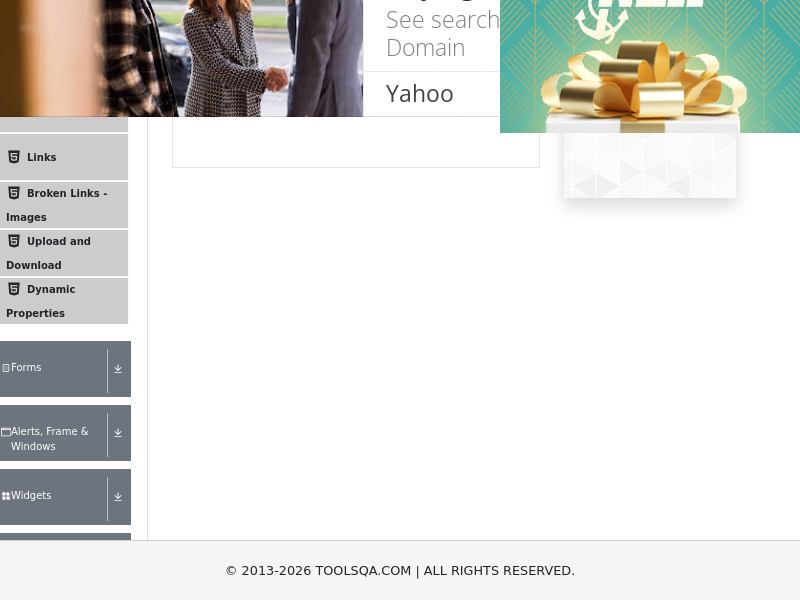 See search
Domain
Yahoo
Links
Broken Links -
Images
Upload and
Download
Dynamic
Properties
Forms
Alerts, Frame &
Windows
Widgets
© 2013-2026 TOOLSQA.COM | ALL RIGHTS RESERVED.